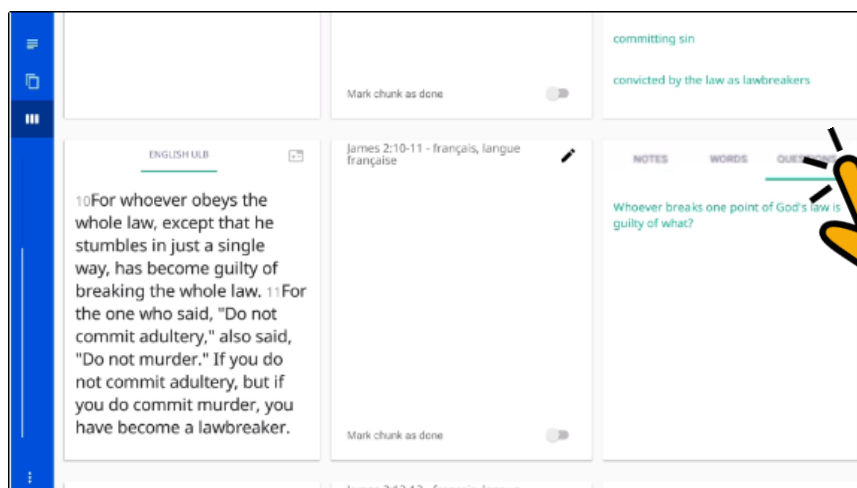 committing sin
convicted by the law as lawbreakers
Mark chunk as done
ENGLISH ULB
10For whoever obeys the
whole law, except that he
stumbles in just a single
way, has become guilty of
breaking the whole law. 11For
the one who said, "Do not
commit adultery," also said,
"Do not murder." If you do
not commit adultery, but if
you do commit murder, you
have become a lawbreaker.
James 2:10-11 - français, langue
française
Mark chunk as done
NOTES WORDS
Whoever breaks one point of God's law is
guilty of what?